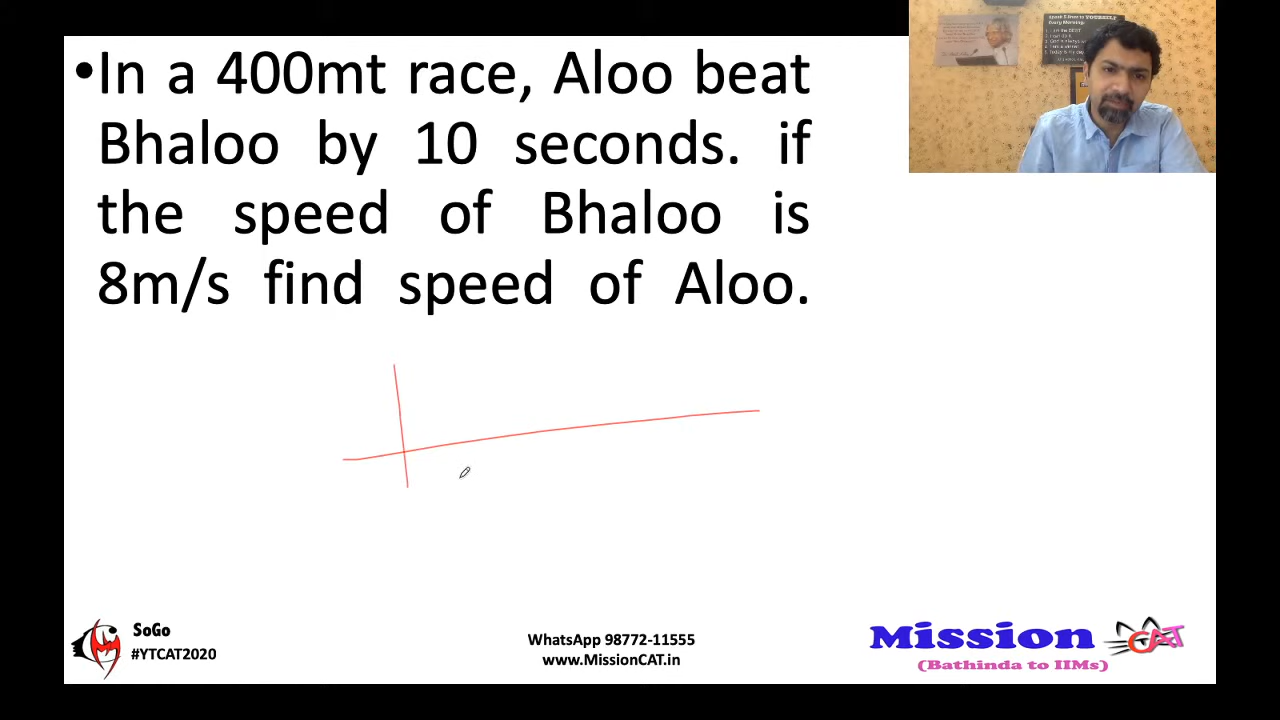 •In a 400mt race, Aloo beat
Bhaloo by 10 seconds. if
the speed of Bhaloo is
8m/s find speed of Aloo.
SoGo
#YTCAT2020
WhatsApp 98772-11555
www.MissionCAT.in
Mission CAT
(Bathinda to IIMs)